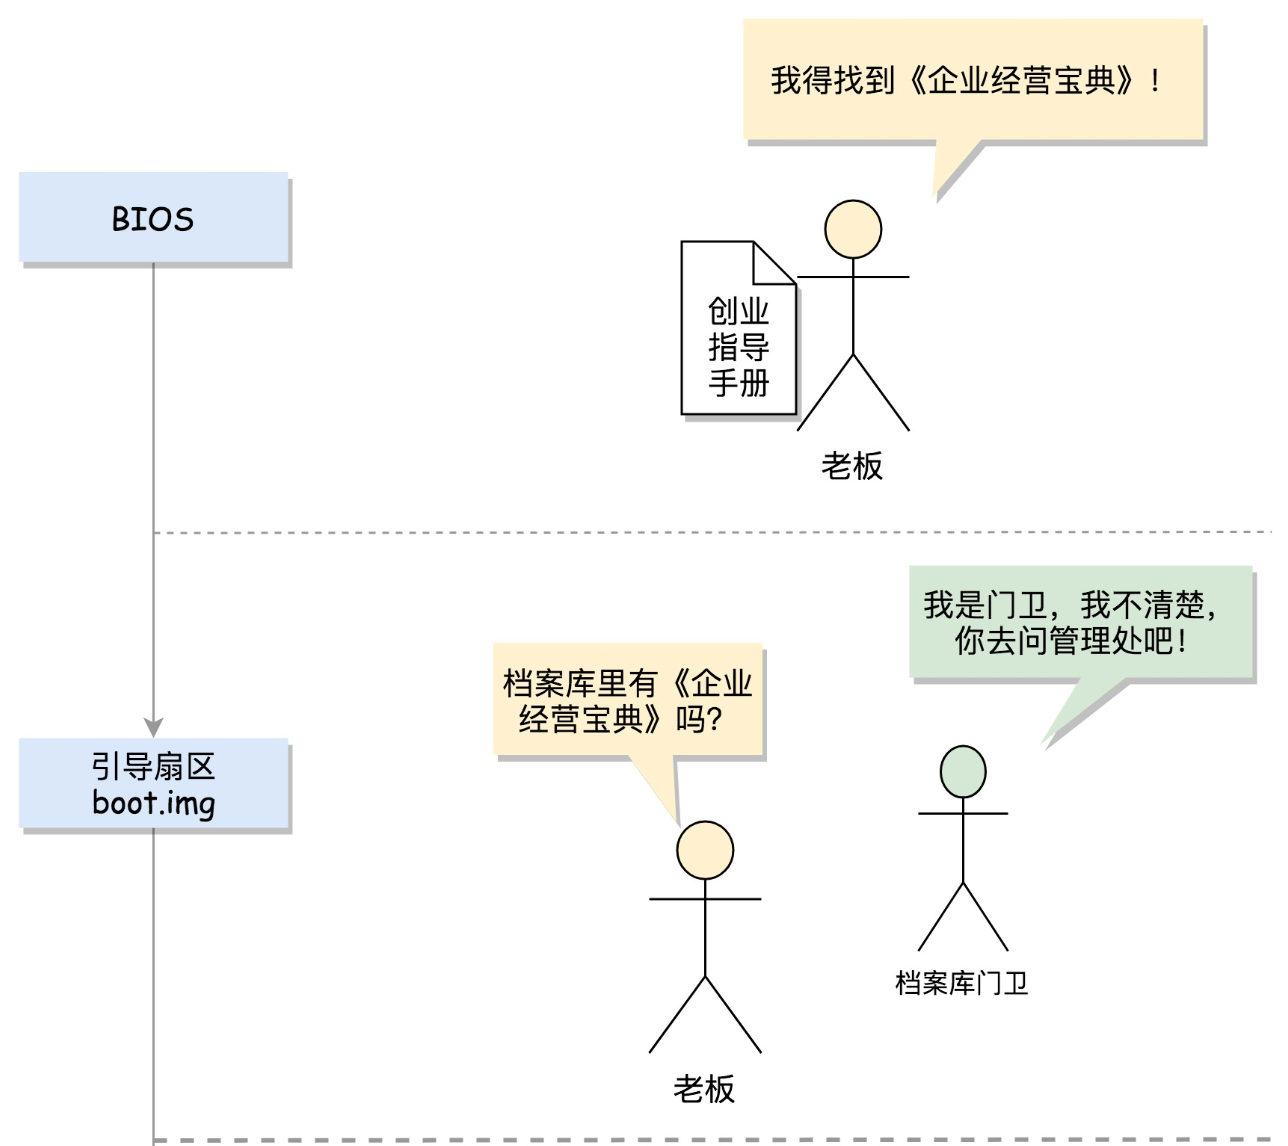 我得找到《企业经营宝典》！
BIOS
创业
指导
手册
老板
我是门卫，我不清楚，
你去问管理处吧！
档案库里有《企业
经营宝典》吗？
引导扇区
boot.img
档案库门卫
老板